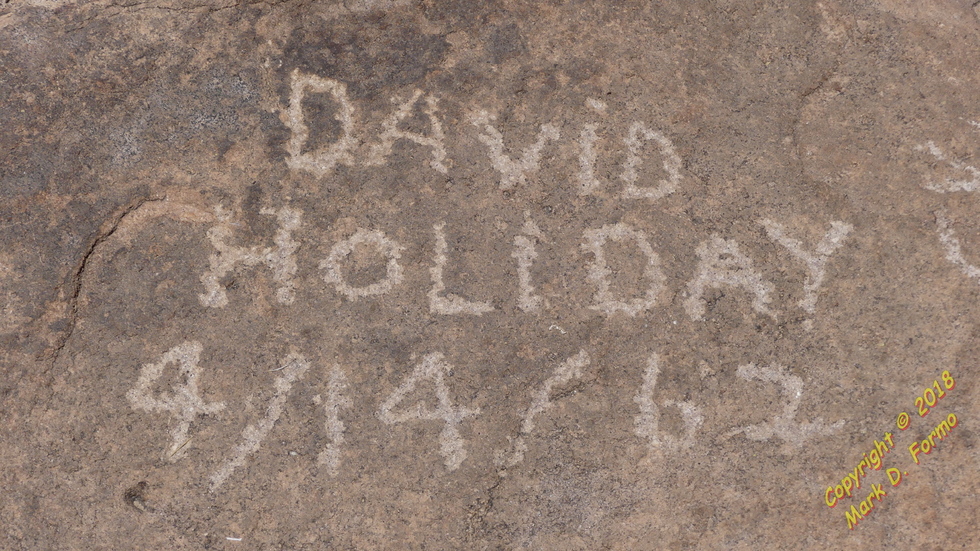 DAViD
HOLiDAY
4/14/62
Copyright © 2018
Mark D. Formo